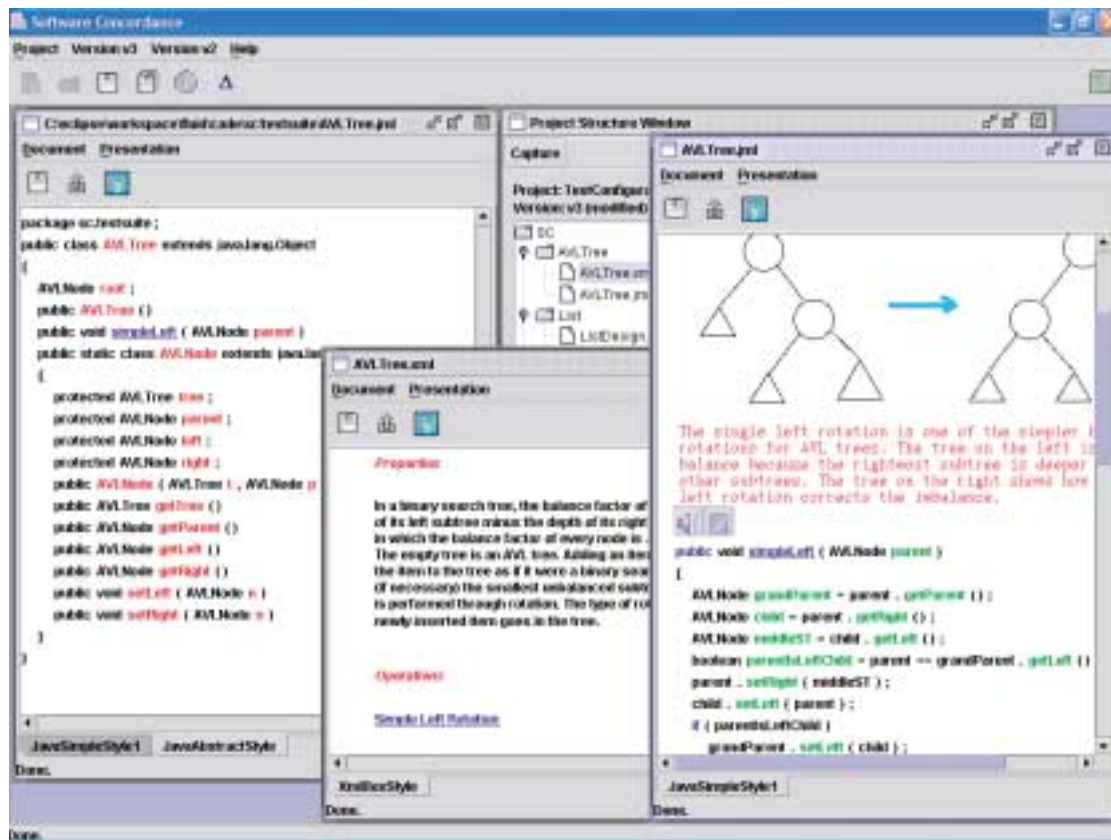 Software Concordance
Project Version v3 Version v2 Help
A
AVLTree.jml
Document Presentation
package sc.testsuite ;
public class AVLTree extends java.lang.Object
{
AVLNode root ;
public AVLTree ()
public void simpleLeft ( AVLNode parent )
public static class AVLNode extends java.lan
{
protected AVLTree tree ;
protected AVLNode parent ;
protected AVLNode left ;
protected AVLNode right ;
public AVLNode ( AVLTree t , AVLNode p
public AVLTree getTree ()
public AVLNode getParent ()
public AVLNode getLeft ()
public AVLNode getRight ()
public void setLeft ( AVLNode n )
public void setRight ( AVLNode n )
}
}
JavaSimpleStyle1 JavaAbstractStyle
Done.
Project Structure Window
Capture
Project: TestConfigura
Version: v3 (modified)
SC
AVLTree
AVLTree.xm
AVLTree.jm
List
ListDesign
AVLTree.xml
Document Presentation
Properties:
In a binary search tree, the balance factor of
of its left subtree minus the depth of its right
in which the balance factor of every node is
The empty tree is an AVL tree. Adding an item
the item to the tree as if it were a binary sear
(if necessary) the smallest unbalanced subt
is performed through rotation. The type of rot
newly inserted item goes in the tree.
Operations:
Simple Left Rotation
XmlBoxStyle
Done.
AVLTree.jml
Document Presentation
The single left rotation is one of the simpler
rotations for AVL trees. The tree on the left is
balance because the rightmost subtree is deeper
other subtrees. The tree on the right shows how
left rotation corrects the imbalance.
public void simpleLeft ( AVLNode parent )
{
AVLNode grandParent = parent . getParent () ;
AVLNode child = parent . getRight () ;
AVLNode middleST = child . getLeft () ;
boolean parentIsLeftChild = parent == grandParent . getLeft ()
parent . setRight ( middleST ) ;
child . setLeft ( parent ) ;
if ( parentIsLeftChild )
grandParent . setLeft ( child ) ;
JavaSimpleStyle1
Done.
Done.